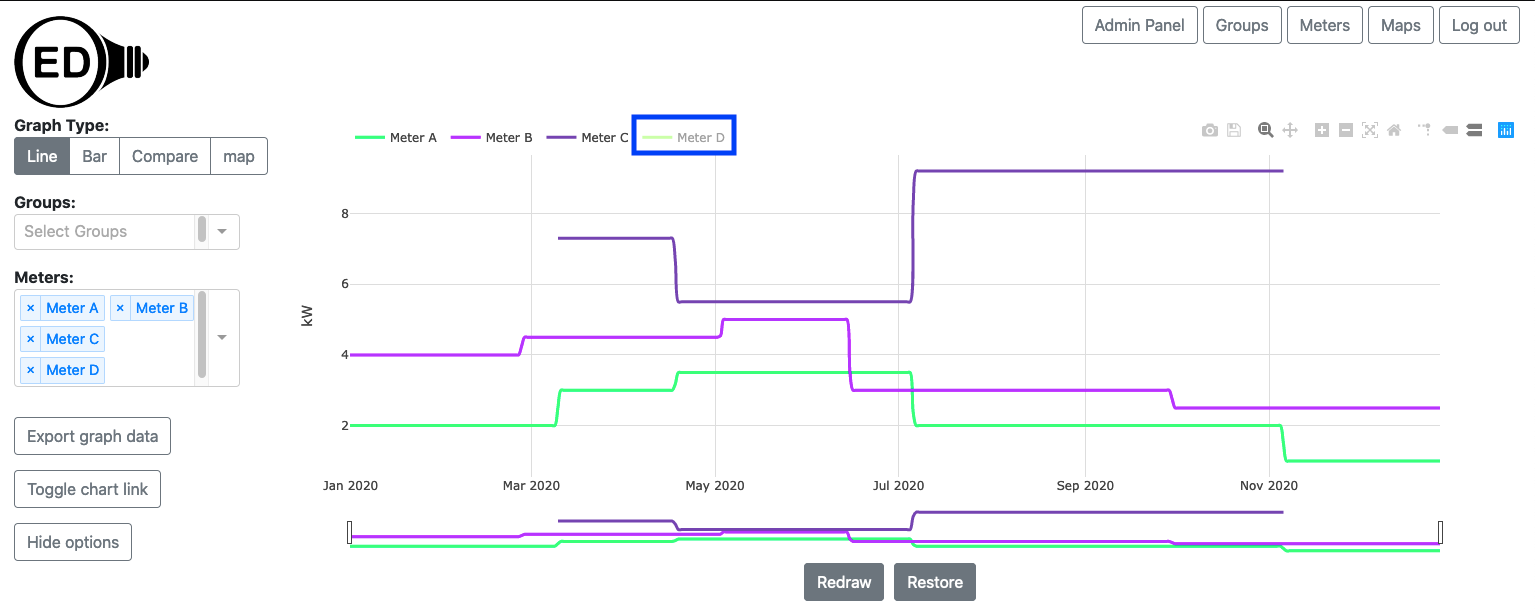 Admin Panel Groups Meters Maps Log out
ED
Graph Type:
Line Bar Compare map
Groups:
Select Groups
Meters:
× Meter A × Meter B
× Meter C
× Meter D
Export graph data
Toggle chart link
Hide options
Meter A Meter B Meter C Meter D
kW
8
6
4
2
Jan 2020 Mar 2020 May 2020 Jul 2020 Sep 2020 Nov 2020
Redraw Restore